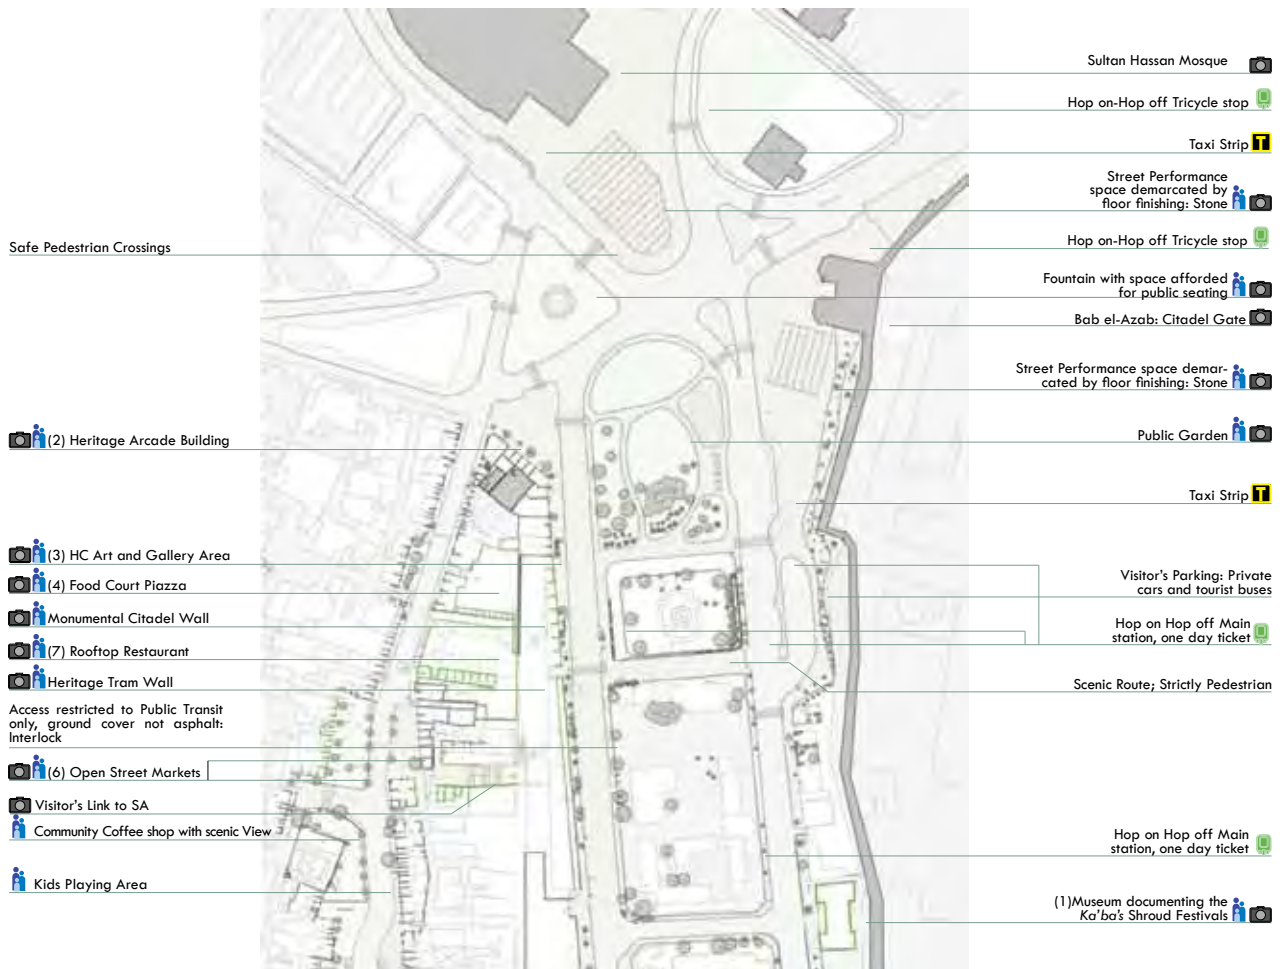 Safe Pedestrian Crossings
(2) Heritage Arcade Building
(3) HC Art and Gallery Area
(4) Food Court Piazza
Monumental Citadel Wall
(7) Rooftop Restaurant
Heritage Tram Wall
Access restricted to Public Transit
only, ground cover not asphalt:
Interlock
(6) Open Street Markets
Visitor's Link to SA
Community Coffee shop with scenic View
Kids Playing Area
Sultan Hassan Mosque
Hop on-Hop off Tricycle stop
Taxi Strip T
Street Performance
space demarcated by
floor finishing: Stone
Hop on-Hop off Tricycle stop
Fountain with space afforded
for public seating
Bab el-Azab: Citadel Gate
Street Performance space demar-
cated by floor finishing: Stone
Public Garden
Taxi Strip T
Visitor's Parking: Private
cars and tourist buses
Hop on Hop off Main
station, one day ticket
Scenic Route; Strictly Pedestrian
Hop on Hop off Main
station, one day ticket
(1)Museum documenting the
Ka'ba's Shroud Festivals